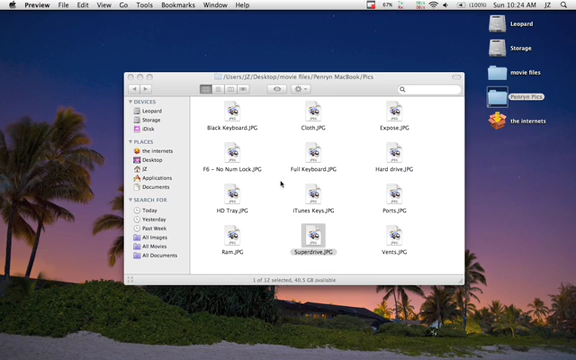 Preview File Edit View Go Tools Bookmarks Window Help
67% (100%) Sun 10:24 AM JZ
/Users/JZ/Desktop/movie files/Penryn MacBook/Pics
Leopard
Storage
movie files
Penryn Pics
the internets
DEVICES
Leopard
Storage
iDisk
PLACES
the internets
Desktop
JZ
Applications
Documents
SEARCH FOR
Today
Yesterday
Past Week
All Images
All Movies
All Documents
Black Keyboard.JPG
Cloth.JPG
Expose.JPG
F6 - No Num Lock.JPG
Full Keyboard.JPG
Hard drive.JPG
HD Tray.JPG
iTunes Keys.JPG
Ports.JPG
Ram.JPG
Superdrive.JPG
Vents.JPG
1 of 12 selected, 40.5 GB available